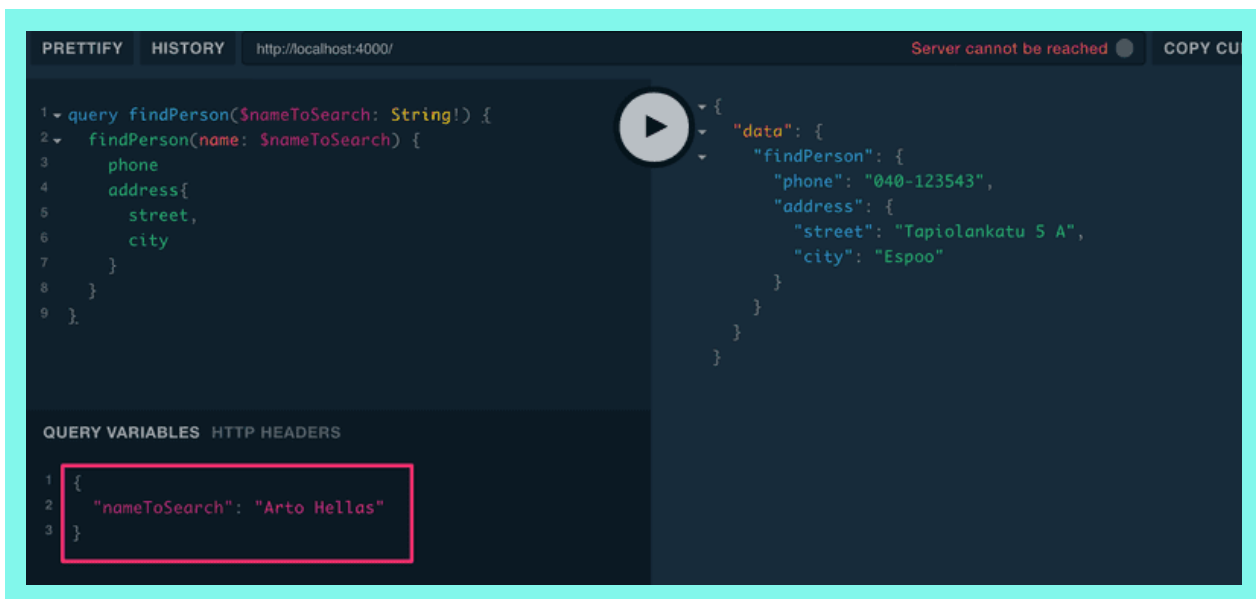 PRETTIFY HISTORY http://localhost:4000/ Server cannot be reached COPY CU
1 query findPerson($nameToSearch: String!) {
2 findPerson(name: $nameToSearch) {
3 phone
4 address{
5 street,
6 city
7 }
8 }
9 }
{
"data": {
"findPerson": {
"phone": "040-123543",
"address": {
"street": "Tapiolankatu 5 A",
"city": "Espoo"
}
}
}
}
QUERY VARIABLES HTTP HEADERS
1 {
2 "nameToSearch": "Arto Hellas"
3 }